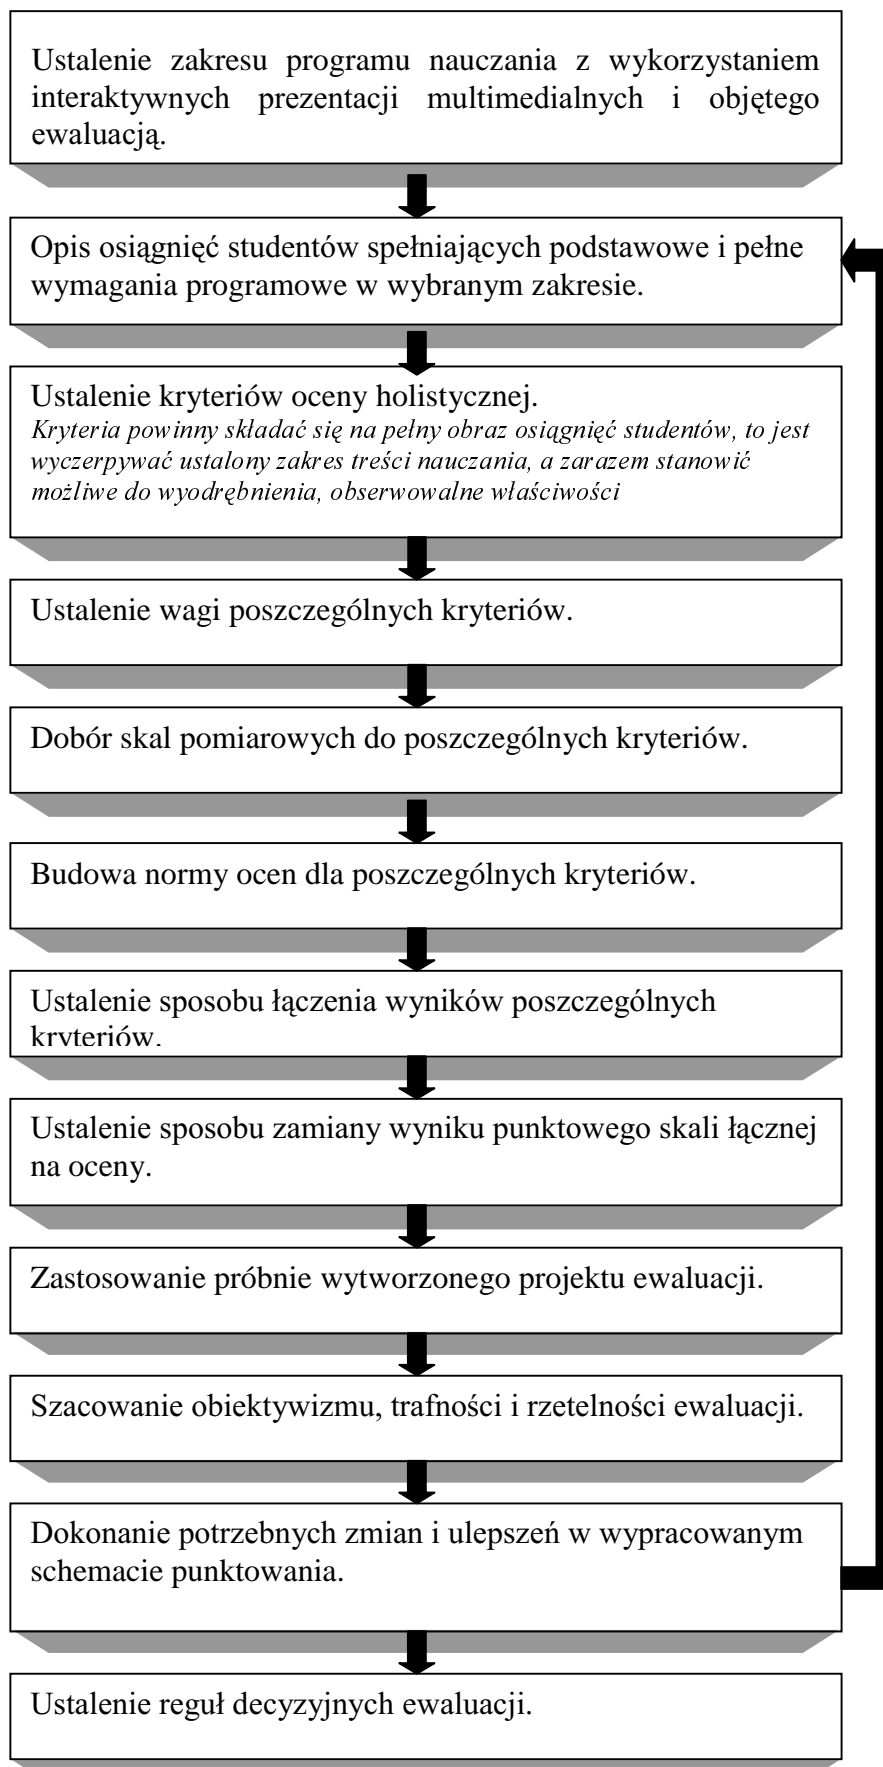 Ustalenie zakresu programu nauczania z wykorzystaniem
interaktywnych prezentacji multimedialnych i objętego
ewaluacją.
Opis osiągnięć studentów spełniających podstawowe i pełne
wymagania programowe w wybranym zakresie.
Ustalenie kryteriów oceny holistycznej.
Kryteria powinny składać się na pełny obraz osiągnięć studentów, to jest
wyczerpywać ustalony zakres treści nauczania, a zarazem stanowić
możliwe do wyodrębnienia, obserwowalne właściwości
Ustalenie wagi poszczególnych kryteriów.
Dobór skal pomiarowych do poszczególnych kryteriów.
Budowa normy ocen dla poszczególnych kryteriów.
Ustalenie sposobu łączenia wyników poszczególnych
kryteriów.
Ustalenie sposobu zamiany wyniku punktowego skali łącznej
na oceny.
Zastosowanie próbnie wytworzonego projektu ewaluacji.
Szacowanie obiektywizmu, trafności i rzetelności ewaluacji.
Dokonanie potrzebnych zmian i ulepszeń w wypracowanym
schemacie punktowania.
Ustalenie reguł decyzyjnych ewaluacji.